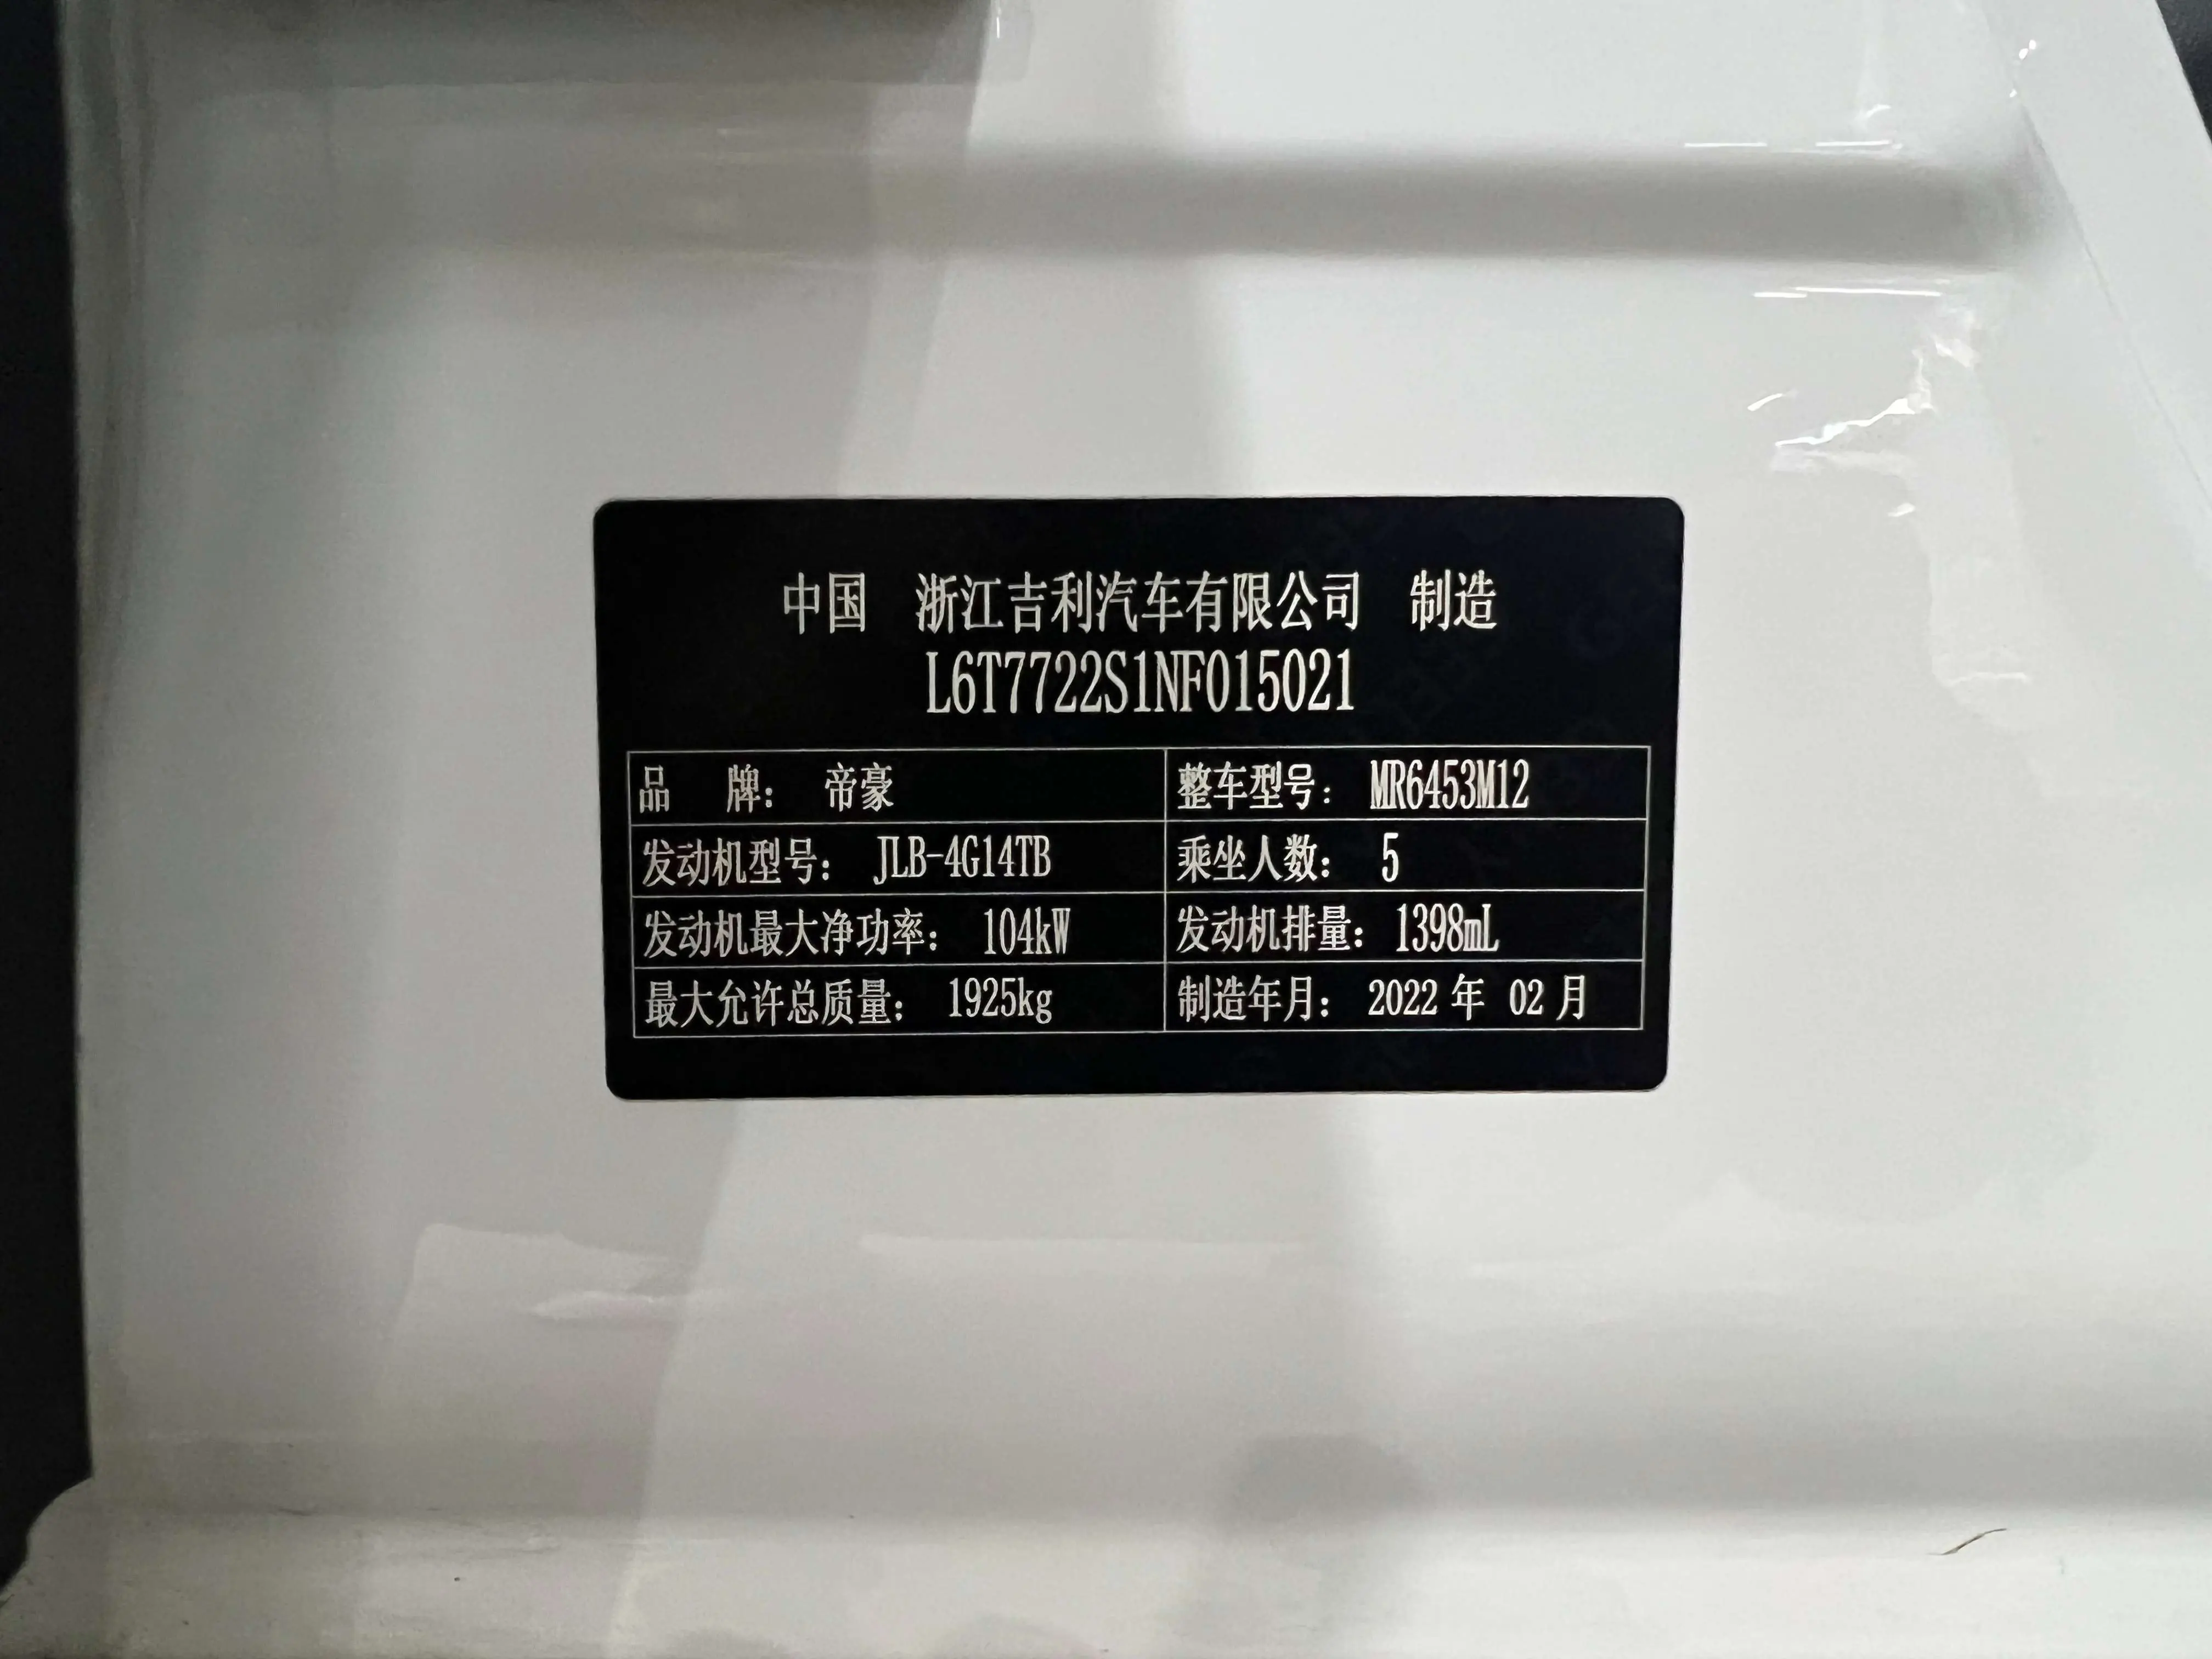 中国 浙江吉利汽车有限公司 制造
L6T7722S1NF015021
品 牌： 帝豪 整车型号： MR6453M12
发动机型号： JLB-4G14TB 乘坐人数： 5
发动机最大净功率： 104kW 发动机排量： 1398mL
最大允许总质量： 1925kg 制造年月： 2022 年 02 月